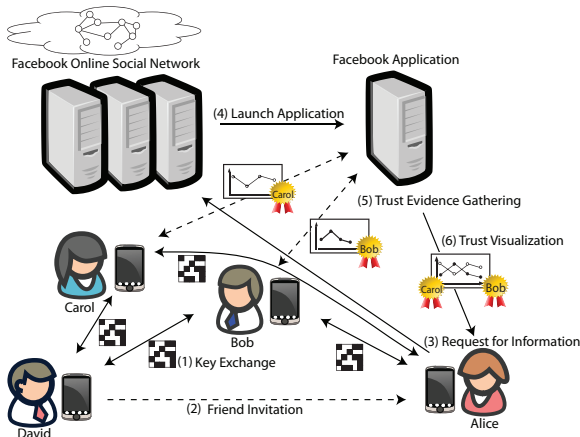 Facebook Online Social Network
Facebook Application
(4) Launch Application
Carol
(5) Trust Evidence Gathering
Bob
(6) Trust Visualization
Carol
Bob
Carol
Bob
(3) Request for Information
(1) Key Exchange
(2) Friend Invitation
David
Alice